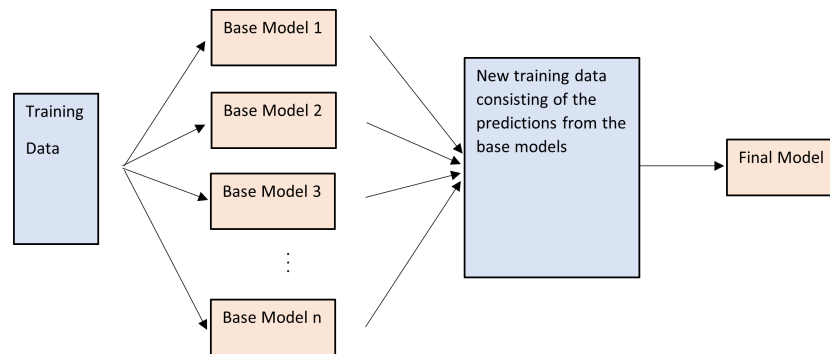 Training
Data
Base Model 1
Base Model 2
Base Model 3
⋮
Base Model n
New training data
consisting of the
predictions from the
base models
Final Model